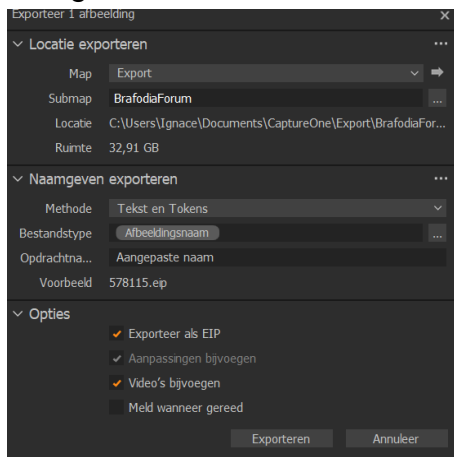 Exporteer 1 afbeelding
Locatie exporteren
Map Export
Submap BrafodiaForum ...
Locatie C:\Users\Ignace\Documents\CaptureOne\Export\BrafodiaFor...
Ruimte 32,91 GB
Naamgeven exporteren
Methode Tekst en Tokens
Bestandstype Afbeeldingsnaam ...
Opdrachtna... Aangepaste naam
Voorbeeld 578115.eip
Opties
Exporteer als EIP
Aanpassingen bijvoegen
Video's bijvoegen
Meld wanneer gereed
Exporteren Annuleer